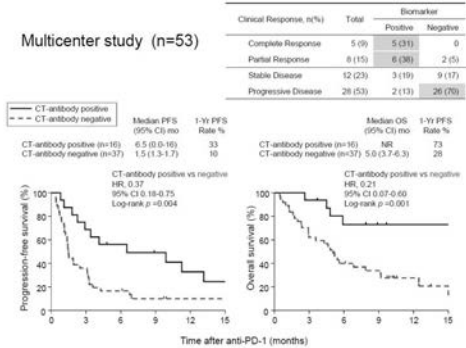 Multicenter study (n=53)
Clinical Response, n(%) Total Biomarker
Positive Negative
Complete Response 5 (9) 5 (31) 0
Partial Response 8 (15) 6 (38) 2 (5)
Stable Disease 12 (23) 3 (19) 9 (17)
Progressive Disease 28 (53) 2 (13) 26 (70)
CT-antibody positive
CT-antibody negative
Median PFS 1-Yr PFS
(95% CI) mo Rate %
CT-antibody positive (n=16) 6.5 (0.0-16) 33
CT-antibody negative (n=37) 1.5 (1.3-1.7) 10
CT-antibody positive vs negative
HR, 0.37
95% CI 0.18-0.75
Log-rank p =0.004
Progression-free survival (%)
100
80
60
40
20
0 3 6 9 12 15
Median OS 1-Yr PFS
(95% CI) mo Rate %
CT-antibody positive (n=16) NR 73
CT-antibody negative (n=37) 5.0 (3.7-6.3) 28
CT-antibody positive vs negative
HR, 0.21
95% CI 0.07-0.60
Log-rank p =0.001
Overall survival (%)
100
80
60
40
20
0 3 6 9 12 15
Time after anti-PD-1 (months)